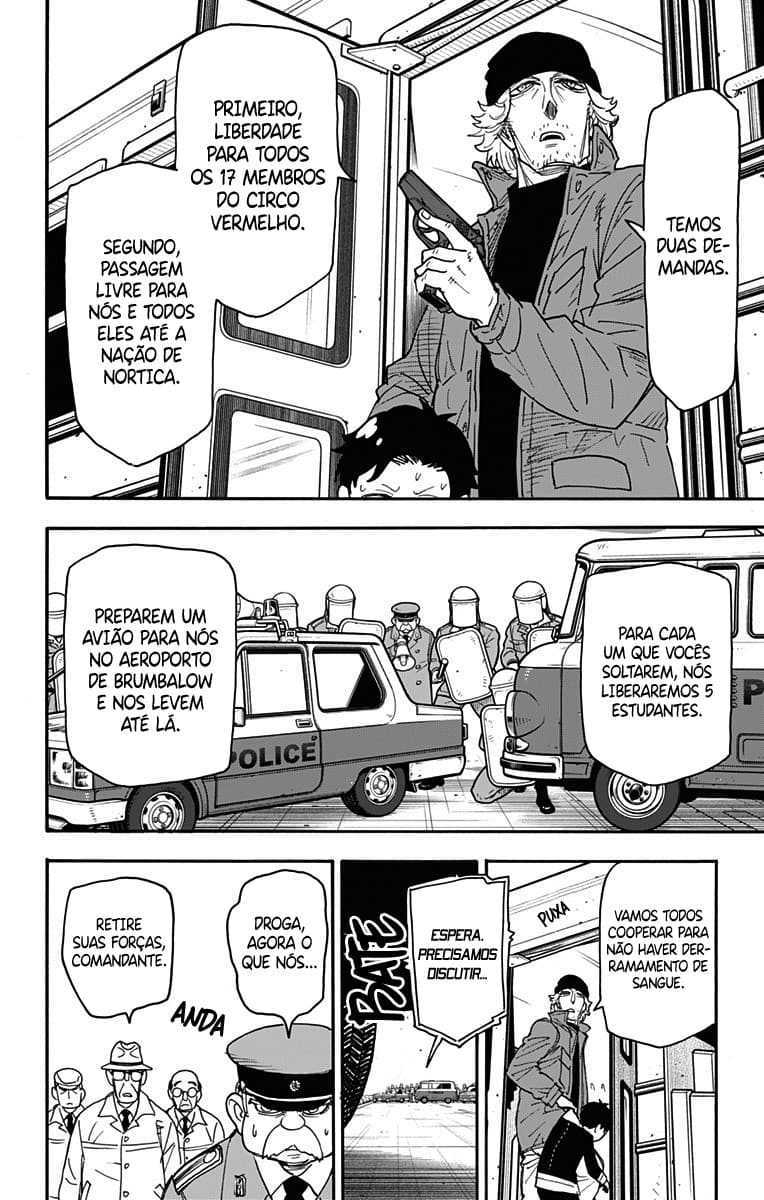 TEMOS
DUAS DE-
MANDAS.
PRIMEIRO,
LIBERDADE
PARA TODOS
OS 17 MEMBROS
DO CIRCO
VERMELHO.
SEGUNDO,
PASSAGEM
LIVRE PARA
NÓS E TODOS
ELES ATÉ A
NAÇÃO DE
NORTICA.
PARA CADA
UM QUE VOCÊS
SOLTAREM, NÓS
LIBERAREMOS 5
ESTUDANTES.
P
PREPAREM UM
AVIÃO PARA NÓS
NO AEROPORTO
DE BRUMBALOW
E NOS LEVEM
ATÉ LÁ.
POLICE
VAMOS TODOS
COOPERAR PARA
NÃO HAVER DER-
RAMAMENTO DE
SANGUE.
PUXA
ESPERA.
PRECISAMOS
DISCUTIR...
BATE
DROGA,
AGORA O
QUE NÓS...
ANDA
RETIRE
SUAS FORÇAS,
COMANDANTE.